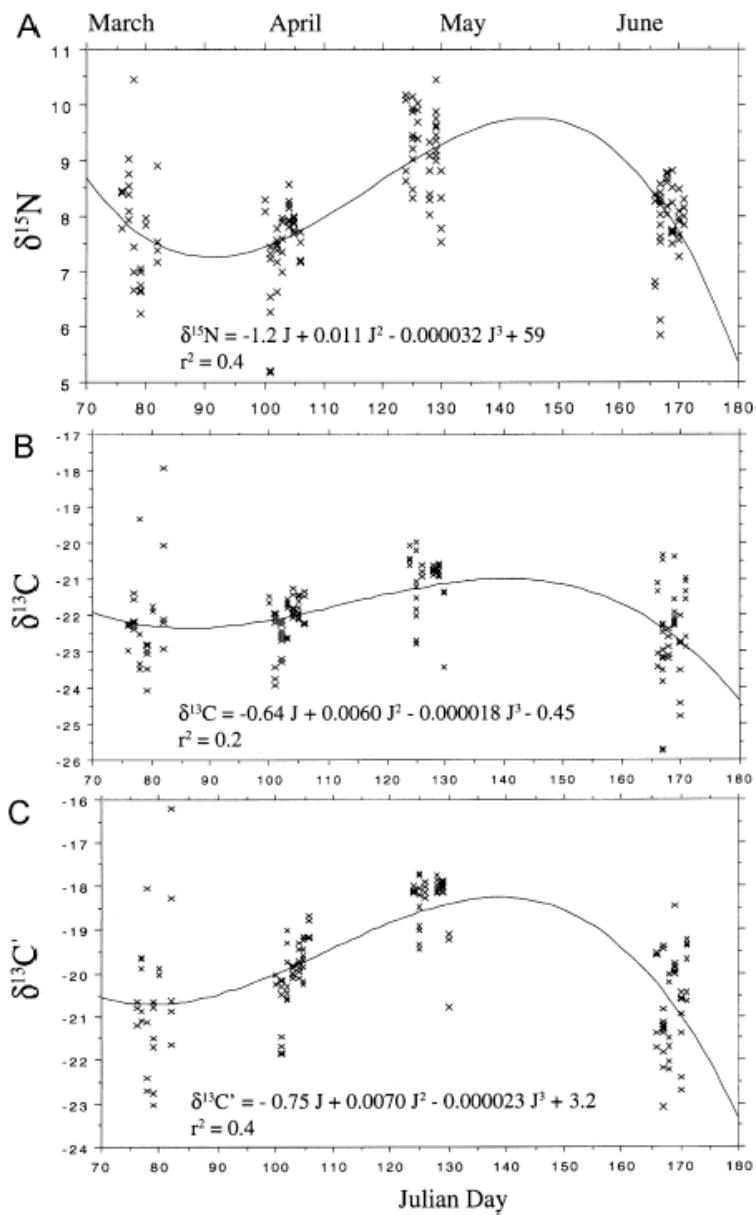 March April May June
A
11
10
9
8
7
6
5
δ¹⁵N
δ¹⁵N = -1.2 J + 0.011 J² - 0.000032 J³ + 59
r² = 0.4
70 80 90 100 110 120 130 140 150 160 170 180
B
-17
-18
-19
-20
-21
-22
-23
-24
-25
-26
δ¹³C
δ¹³C = -0.64 J + 0.0060 J² - 0.000018 J³ - 0.45
r² = 0.2
70 80 90 100 110 120 130 140 150 160 170 180
C
-16
-17
-18
-19
-20
-21
-22
-23
-24
δ¹³C'
δ¹³C' = - 0.75 J + 0.0070 J² - 0.000023 J³ + 3.2
r² = 0.4
70 80 90 100 110 120 130 140 150 160 170 180
Julian Day